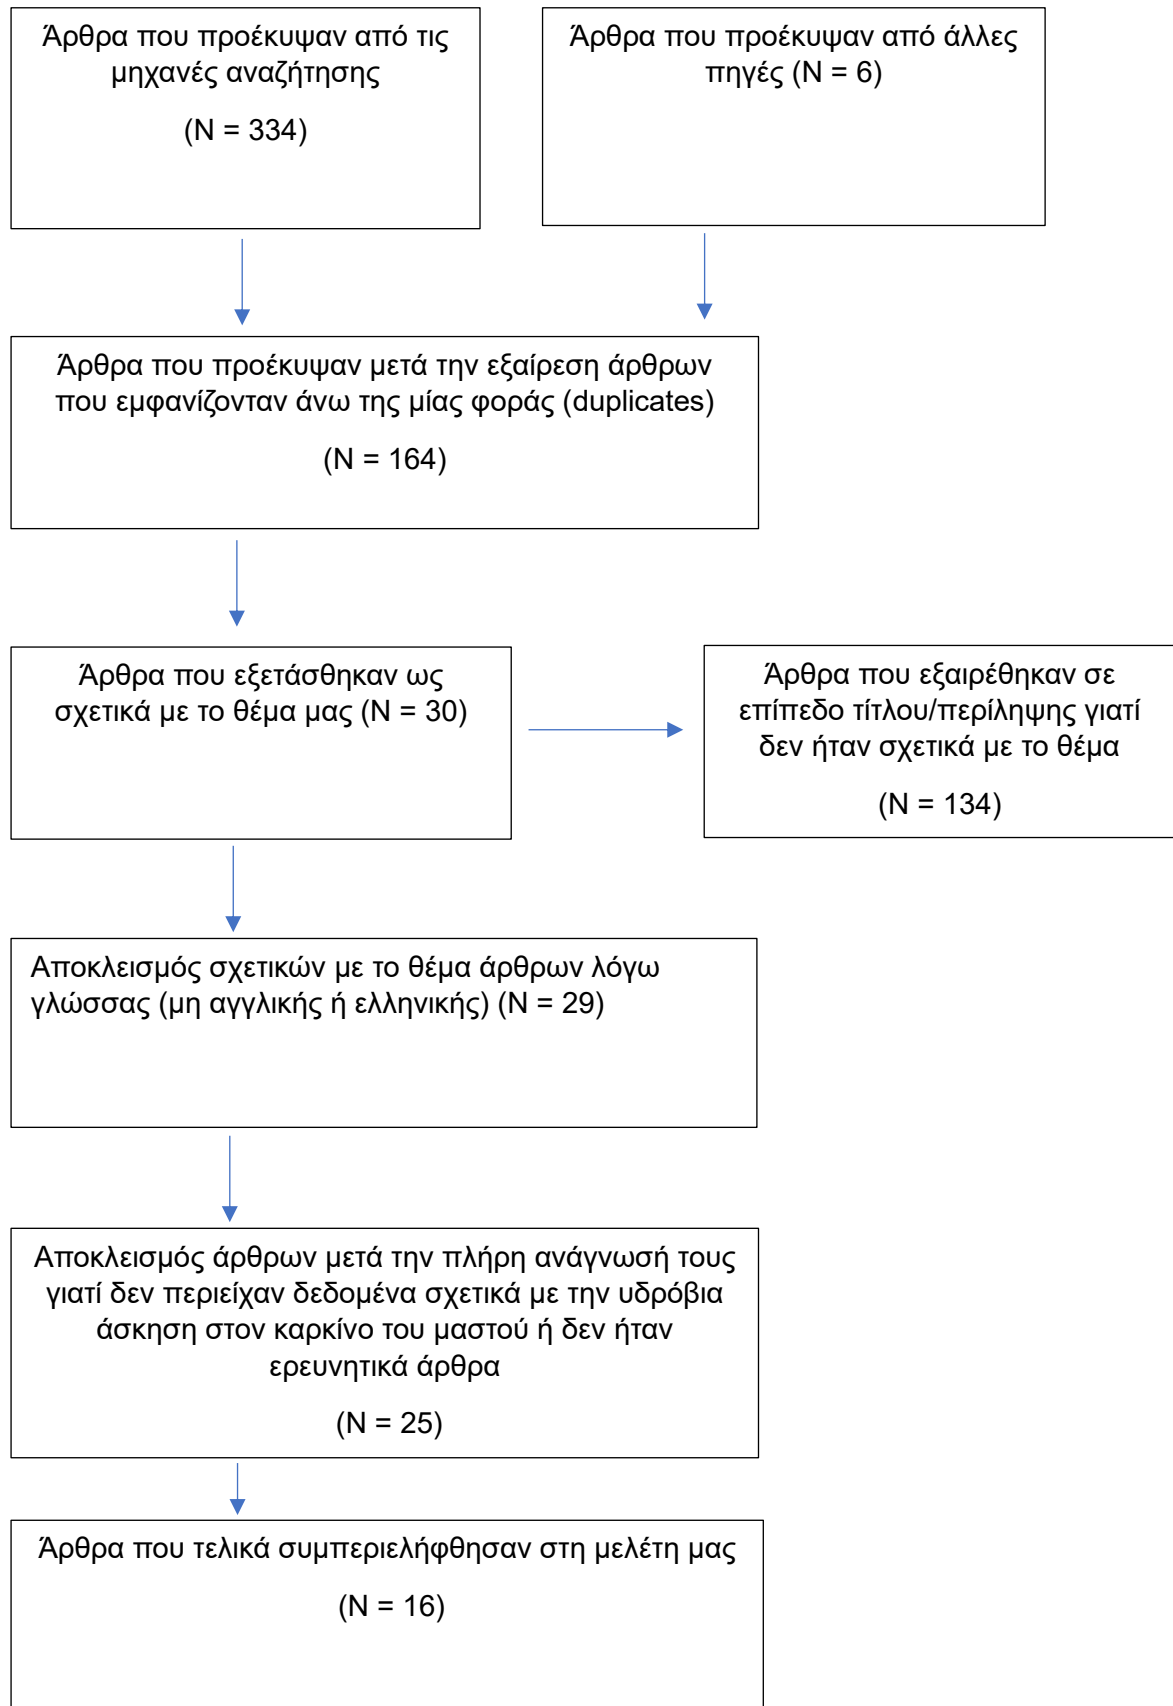 Άρθρα που προέκυψαν από τις
μηχανές αναζήτησης
(N = 334)
Άρθρα που προέκυψαν από άλλες
πηγές (N = 6)
Άρθρα που προέκυψαν μετά την εξαίρεση άρθρων
που εμφανίζονταν άνω της μίας φοράς (duplicates)
(N = 164)
Άρθρα που εξετάσθηκαν ως
σχετικά με το θέμα μας (N = 30)
Άρθρα που εξαιρέθηκαν σε
επίπεδο τίτλου/περίληψης γιατί
δεν ήταν σχετικά με το θέμα
(N = 134)
Αποκλεισμός σχετικών με το θέμα άρθρων λόγω
γλώσσας (μη αγγλικής ή ελληνικής) (N = 29)
Αποκλεισμός άρθρων μετά την πλήρη ανάγνωσή τους
γιατί δεν περιείχαν δεδομένα σχετικά με την υδρόβια
άσκηση στον καρκίνο του μαστού ή δεν ήταν
ερευνητικά άρθρα
(N = 25)
Άρθρα που τελικά συμπεριελήφθησαν στη μελέτη μας
(N = 16)